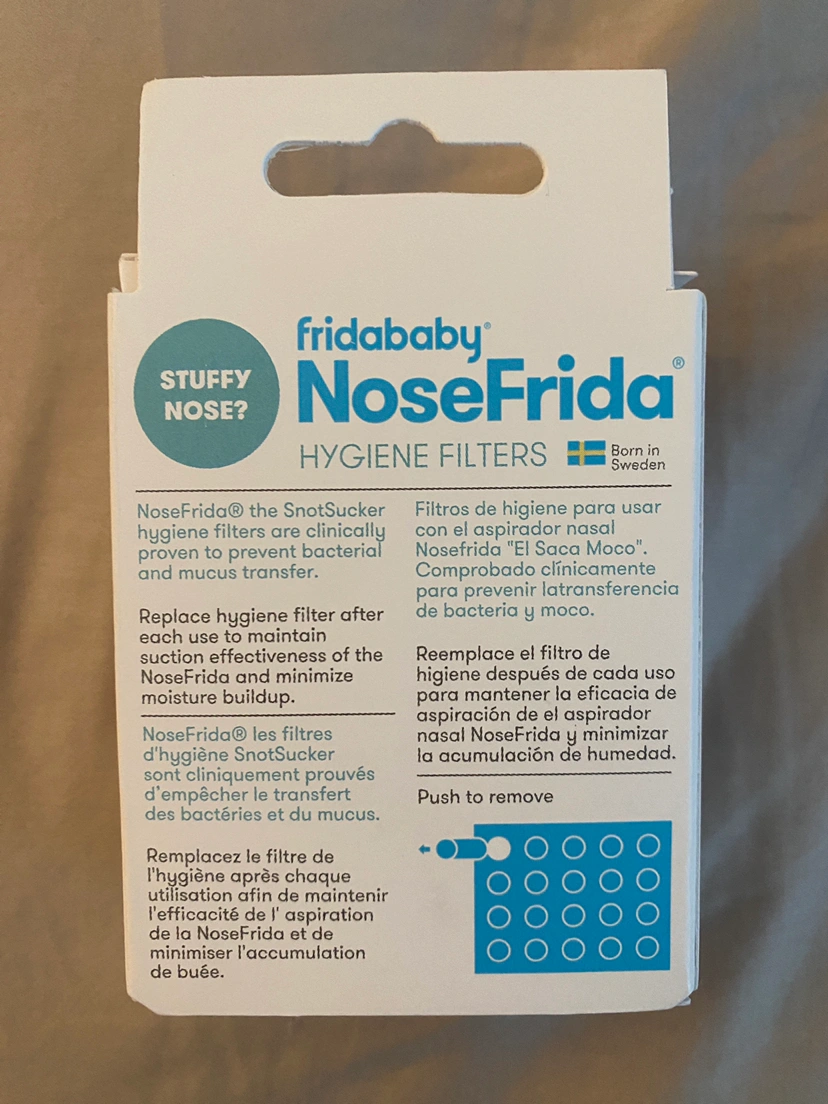 STUFFY
NOSE?
fridababy®
NoseFrida®
HYGIENE FILTERS
Born in
Sweden
NoseFrida® the SnotSucker
hygiene filters are clinically
proven to prevent bacterial
and mucus transfer.
Replace hygiene filter after
each use to maintain
suction effectiveness of the
NoseFrida and minimize
moisture buildup.
NoseFrida® les filtres
d'hygiène SnotSucker
sont cliniquement prouvés
d'empêcher le transfert
des bactéries et du mucus.
Remplacez le filtre de
l'hygiène après chaque
utilisation afin de maintenir
l'efficacité de l' aspiration
de la NoseFrida et de
minimiser l'accumulation
de buée.
Filtros de higiene para usar
con el aspirador nasal
Nosefrida "El Saca Moco".
Comprobado clínicamente
para prevenir latransferencia
de bacteria y moco.
Reemplace el filtro de
higiene después de cada uso
para mantener la eficacia de
aspiración de el aspirador
nasal NoseFrida y minimizar
la acumulación de humedad.
Push to remove